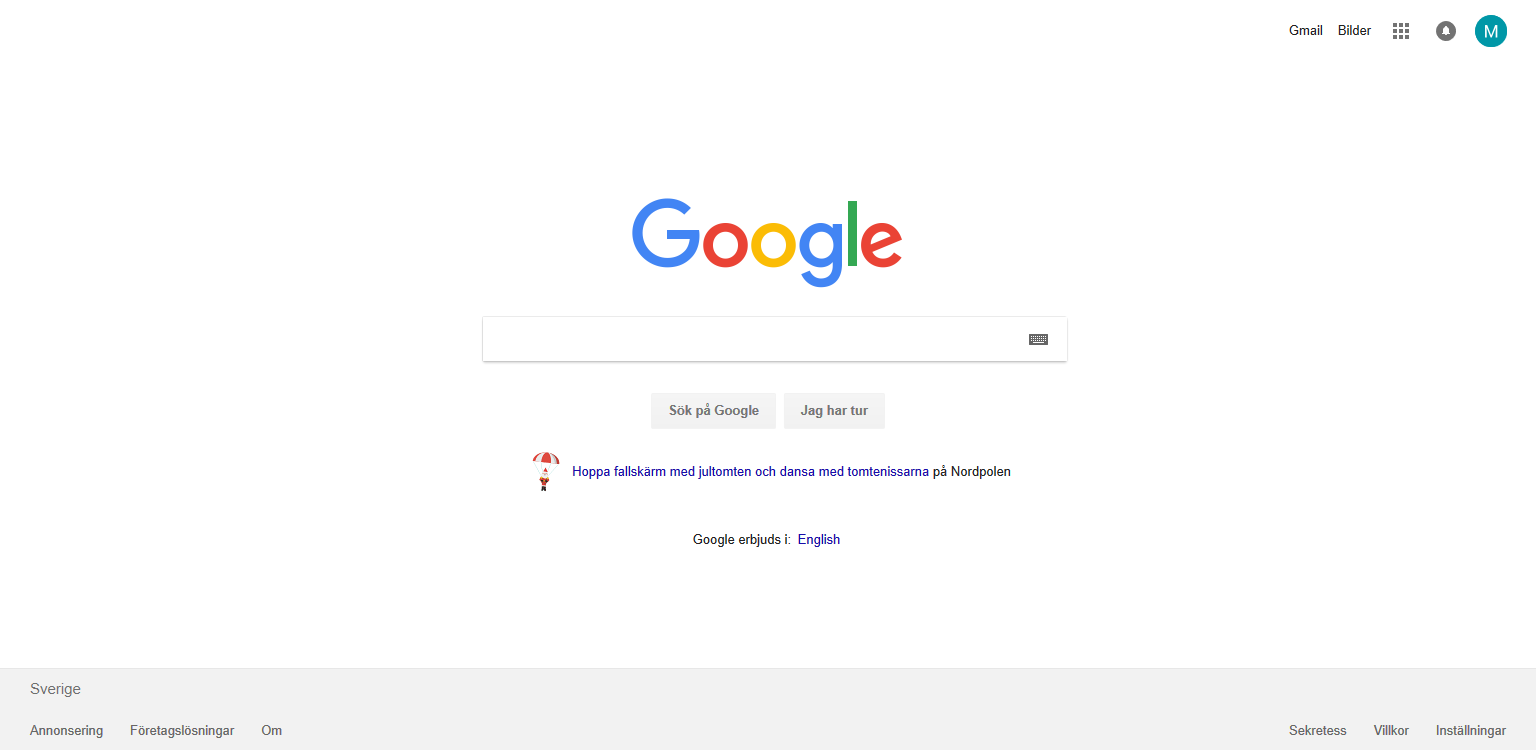 Gmail Bilder M
Google
Sök på Google Jag har tur
Hoppa fallskärm med jultomten och dansa med tomtenissarna på Nordpolen
Google erbjuds i: English
Sverige
Annonsering Företagslösningar Om Sekretess Villkor Inställningar